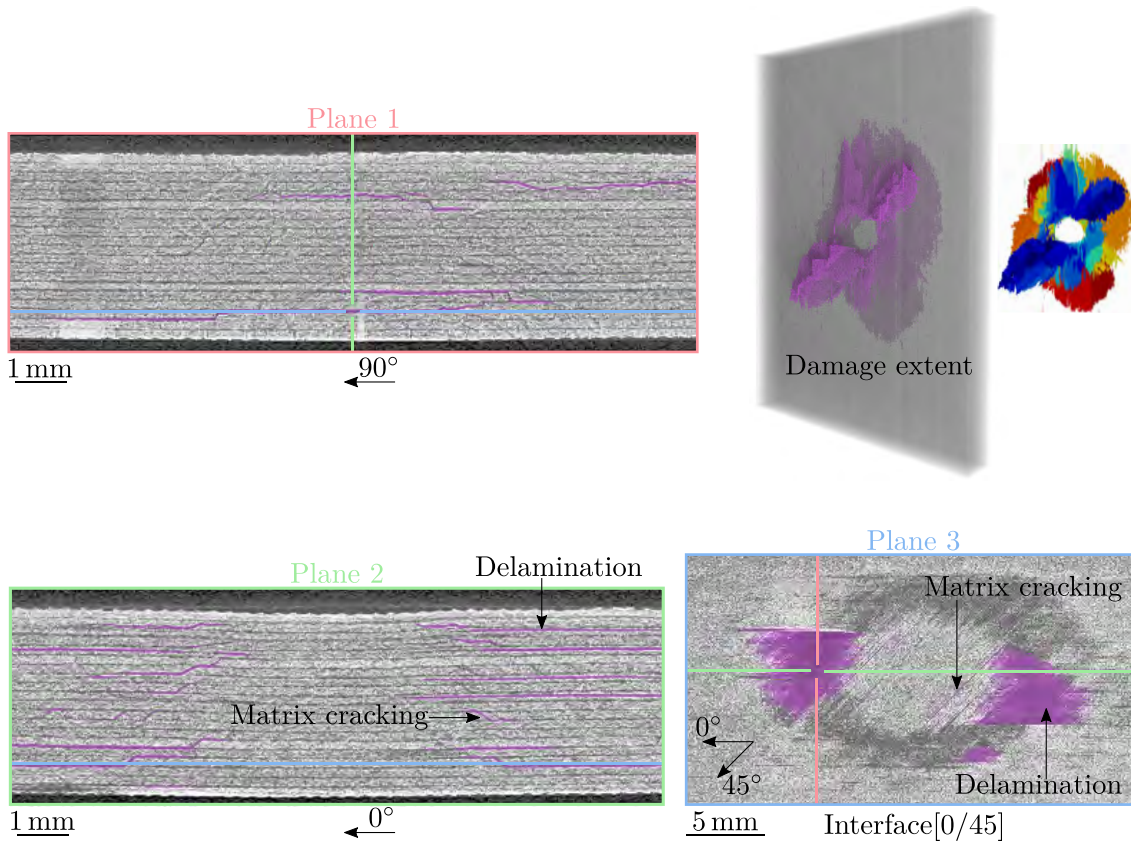 Plane 1
1 mm
90°
Damage extent
Plane 2
Delamination
Matrix cracking
1 mm
0°
Plane 3
Matrix cracking
0°
45°
Delamination
5 mm
Interface[0/45]